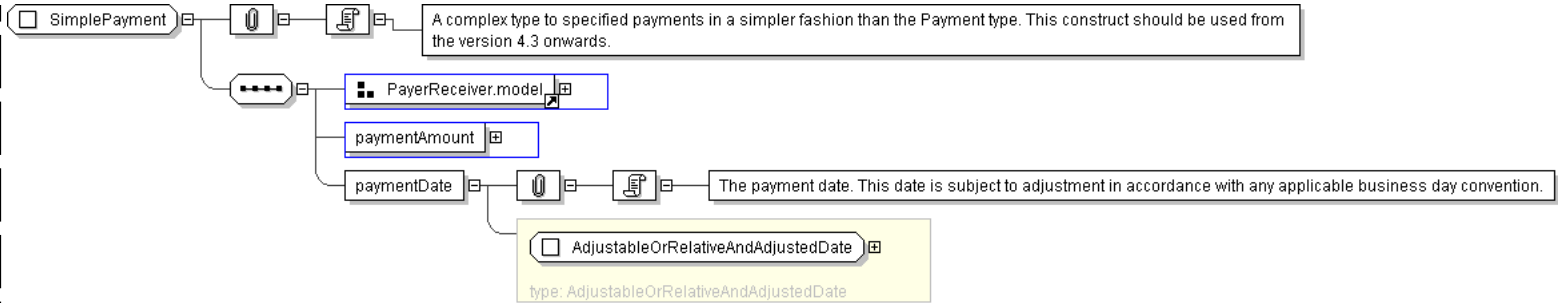 SimplePayment
A complex type to specified payments in a simpler fashion than the Payment type. This construct should be used from
the version 4.3 onwards.
PayerReceiver.model
paymentAmount
paymentDate
The payment date. This date is subject to adjustment in accordance with any applicable business day convention.
AdjustableOrRelativeAndAdjustedDate
type: AdjustableOrRelativeAndAdjustedDate